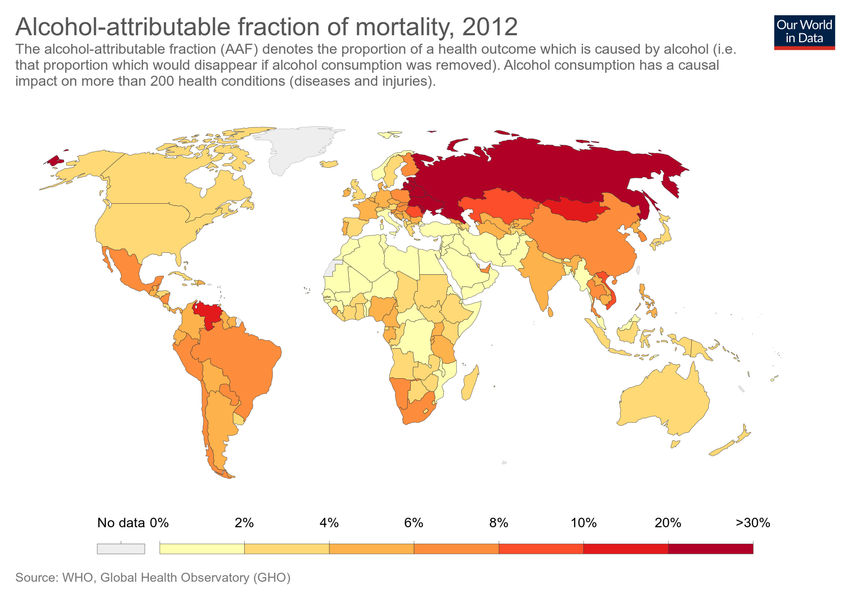 Alcohol-attributable fraction of mortality, 2012
Our World
in Data
The alcohol-attributable fraction (AAF) denotes the proportion of a health outcome which is caused by alcohol (i.e.
that proportion which would disappear if alcohol consumption was removed). Alcohol consumption has a causal
impact on more than 200 health conditions (diseases and injuries).
No data 0% 2% 4% 6% 8% 10% 20% >30%
Source: WHO, Global Health Observatory (GHO)